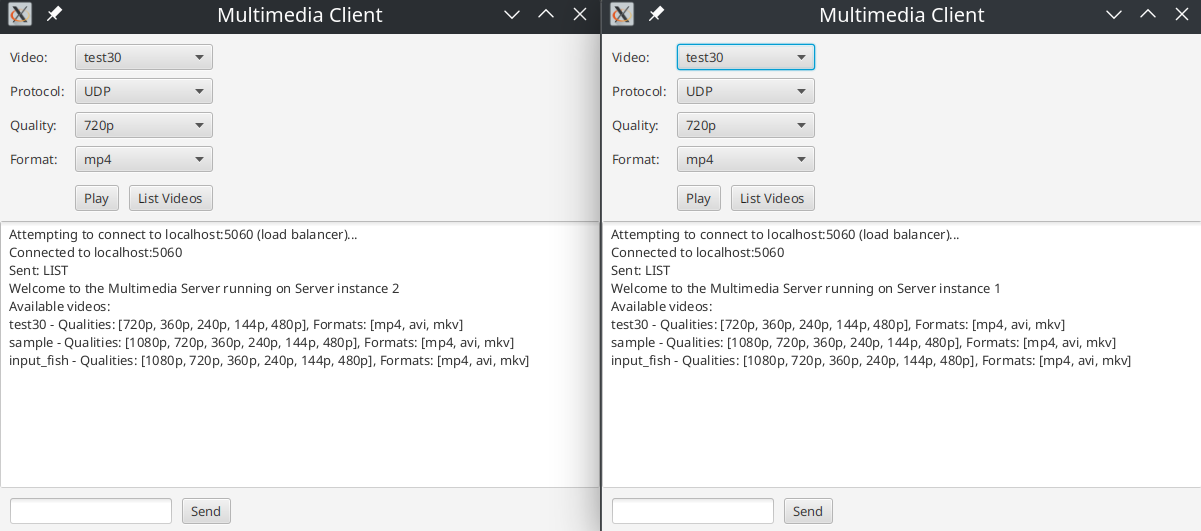 Multimedia Client
Video: test30
Protocol: UDP
Quality: 720p
Format: mp4
Play List Videos
Attempting to connect to localhost:5060 (load balancer)...
Connected to localhost:5060
Sent: LIST
Welcome to the Multimedia Server running on Server instance 2
Available videos:
test30 - Qualities: [720p, 360p, 240p, 144p, 480p], Formats: [mp4, avi, mkv]
sample - Qualities: [1080p, 720p, 360p, 240p, 144p, 480p], Formats: [mp4, avi, mkv]
input_fish - Qualities: [1080p, 720p, 360p, 240p, 144p, 480p], Formats: [mp4, avi, mkv]
Send
Multimedia Client
Video: test30
Protocol: UDP
Quality: 720p
Format: mp4
Play List Videos
Attempting to connect to localhost:5060 (load balancer)...
Connected to localhost:5060
Sent: LIST
Welcome to the Multimedia Server running on Server instance 1
Available videos:
test30 - Qualities: [720p, 360p, 240p, 144p, 480p], Formats: [mp4, avi, mkv]
sample - Qualities: [1080p, 720p, 360p, 240p, 144p, 480p], Formats: [mp4, avi, mkv]
input_fish - Qualities: [1080p, 720p, 360p, 240p, 144p, 480p], Formats: [mp4, avi, mkv]
Send